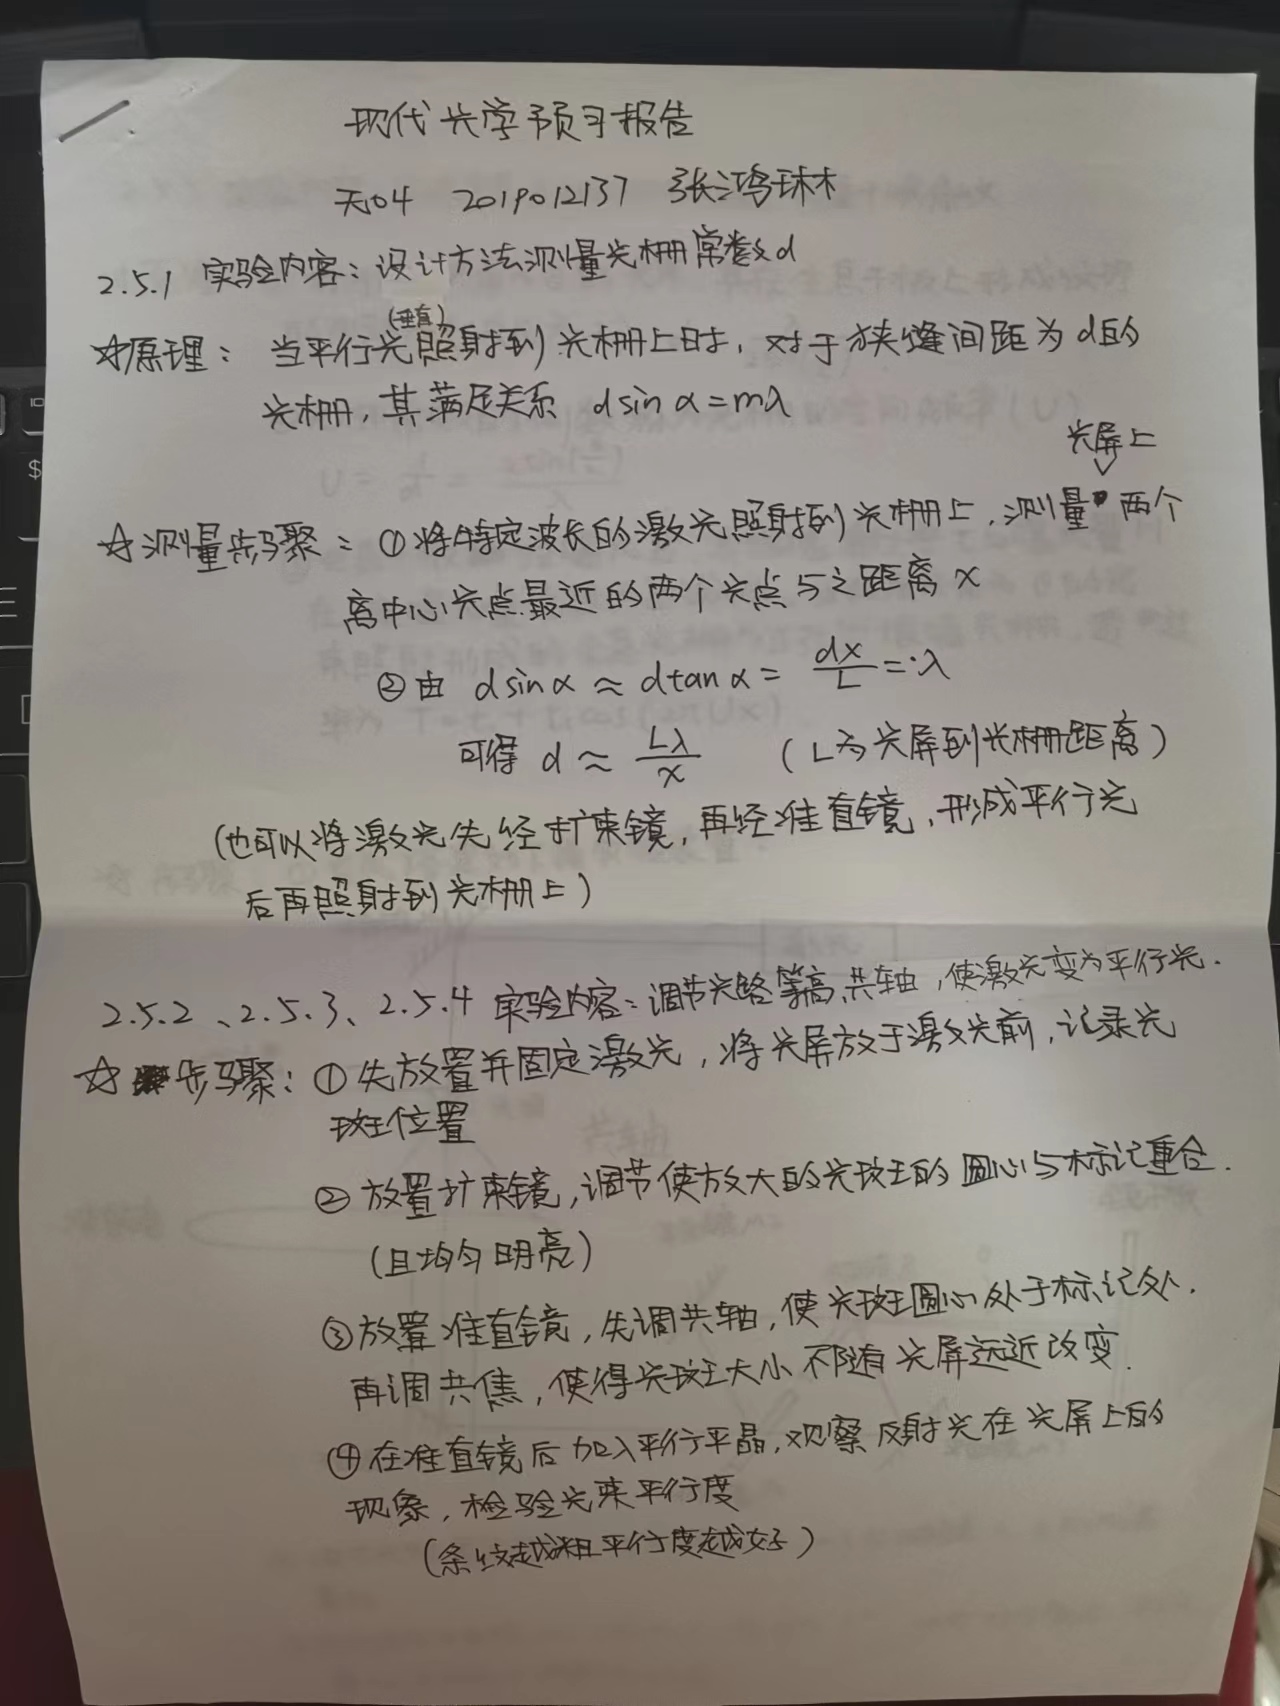 现代光学预习报告
无04 2019012137 张鸿琳
2.5.1 实验内容：设计方法测量光栅常数d
(垂直)
☆原理：当平行光照射到光栅上时，对于狭缝间距为d的
光栅，其满足关系 d sin α = mλ
光屏上
☆测量步骤：①将特定波长的激光照射到光栅上，测量两个
离中心光点最近的两个光点与之距离 x
②由 d sin α ≈ d tan α = dx/L = λ
可得 d ≈ Lλ/x （L为光屏到光栅距离）
(也可以将激光先经扩束镜，再经准直镜，形成平行光
后再照射到光栅上)
2.5.2、2.5.3、2.5.4 实验内容：调节光路等高、共轴，使激光变为平行光.
☆步骤：①先放置并固定激光，将光屏放于激光前，记录光
斑位置
②放置扩束镜，调节使放大的光斑的圆心与标记重合.
(且均匀明亮)
③放置准直镜，先调共轴，使光斑圆心处于标记处.
再调共焦，使得光斑大小不随光屏远近改变.
④在准直镜后加入平行平晶，观察反射光在光屏上的
现象，检验光束平行度
(条纹越粗平行度越好)